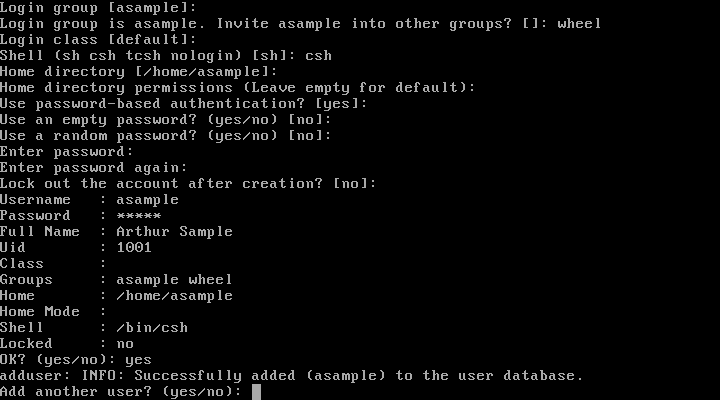 Login group [asample]:
Login group is asample. Invite asample into other groups? []: wheel
Login class [default]:
Shell (sh csh tcsh nologin) [sh]: csh
Home directory [/home/asample]:
Home directory permissions (Leave empty for default):
Use password-based authentication? [yes]:
Use an empty password? (yes/no) [no]:
Use a random password? (yes/no) [no]:
Enter password:
Enter password again:
Lock out the account after creation? [no]:
Username   : asample
Password   : *****
Full Name  : Arthur Sample
Uid        : 1001
Class      :
Groups     : asample wheel
Home       : /home/asample
Home Mode  :
Shell      : /bin/csh
Locked     : no
OK? (yes/no): yes
adduser: INFO: Successfully added (asample) to the user database.
Add another user? (yes/no):